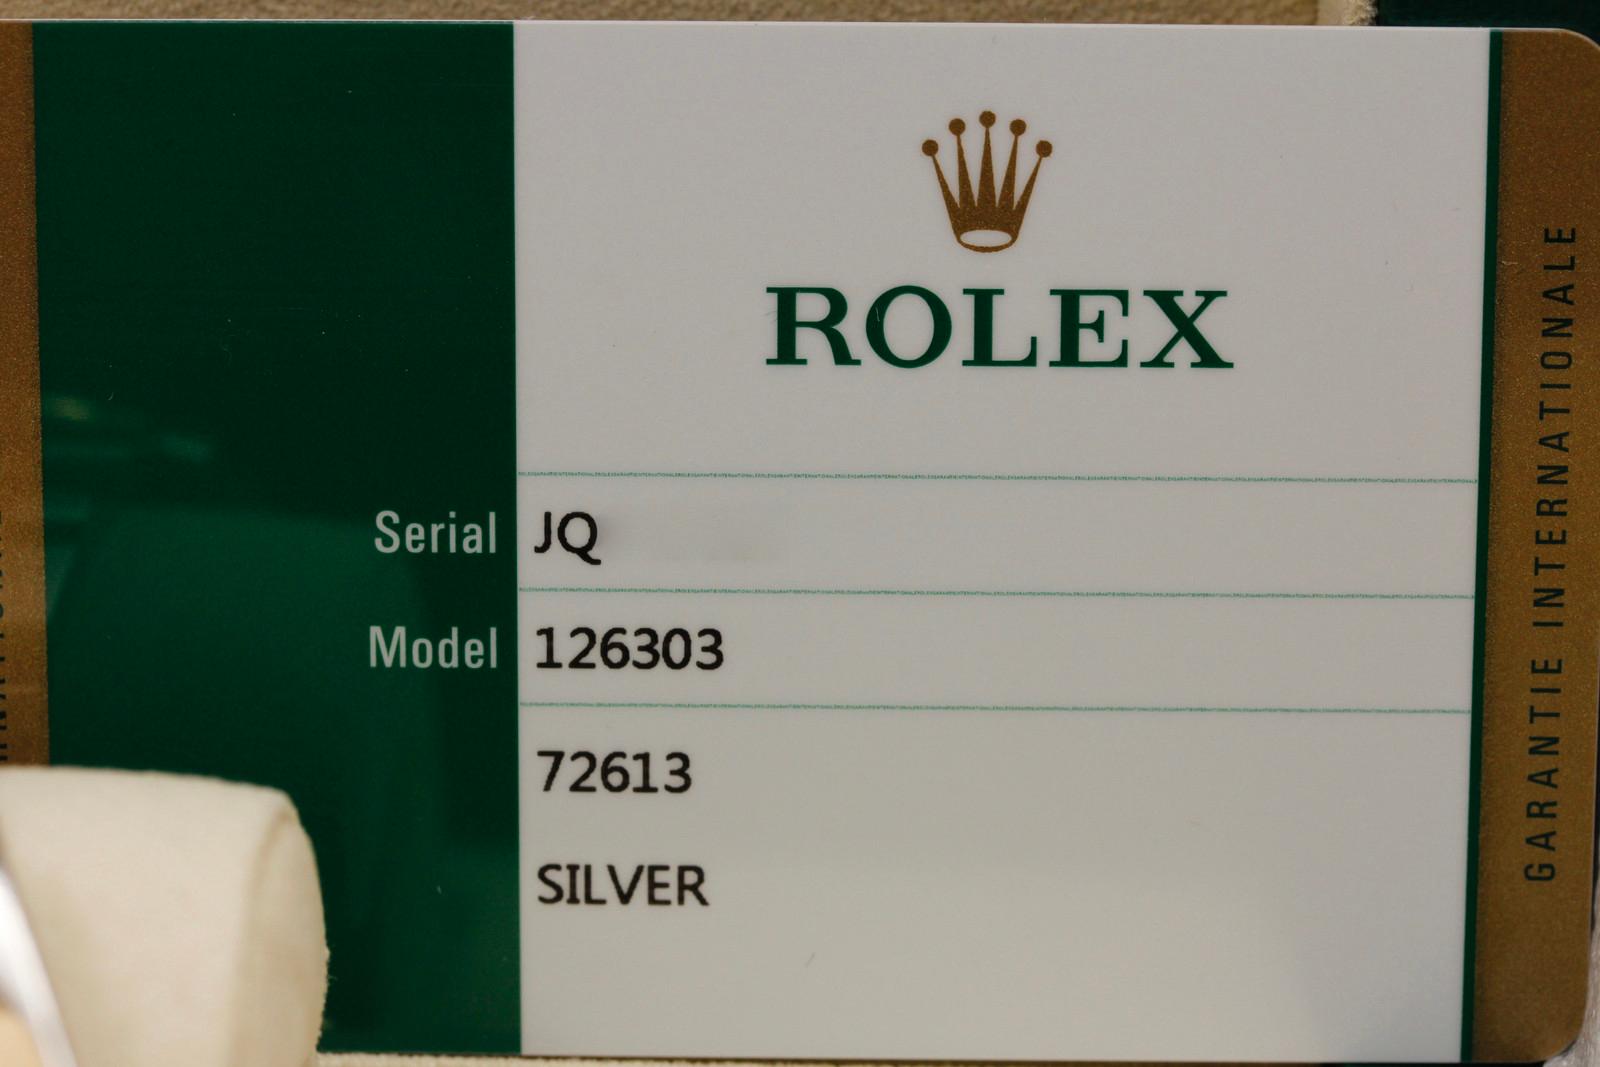 ROLEX
Serial JQ
Model 126303
72613
SILVER
GARANTIE INTERNATIONALE